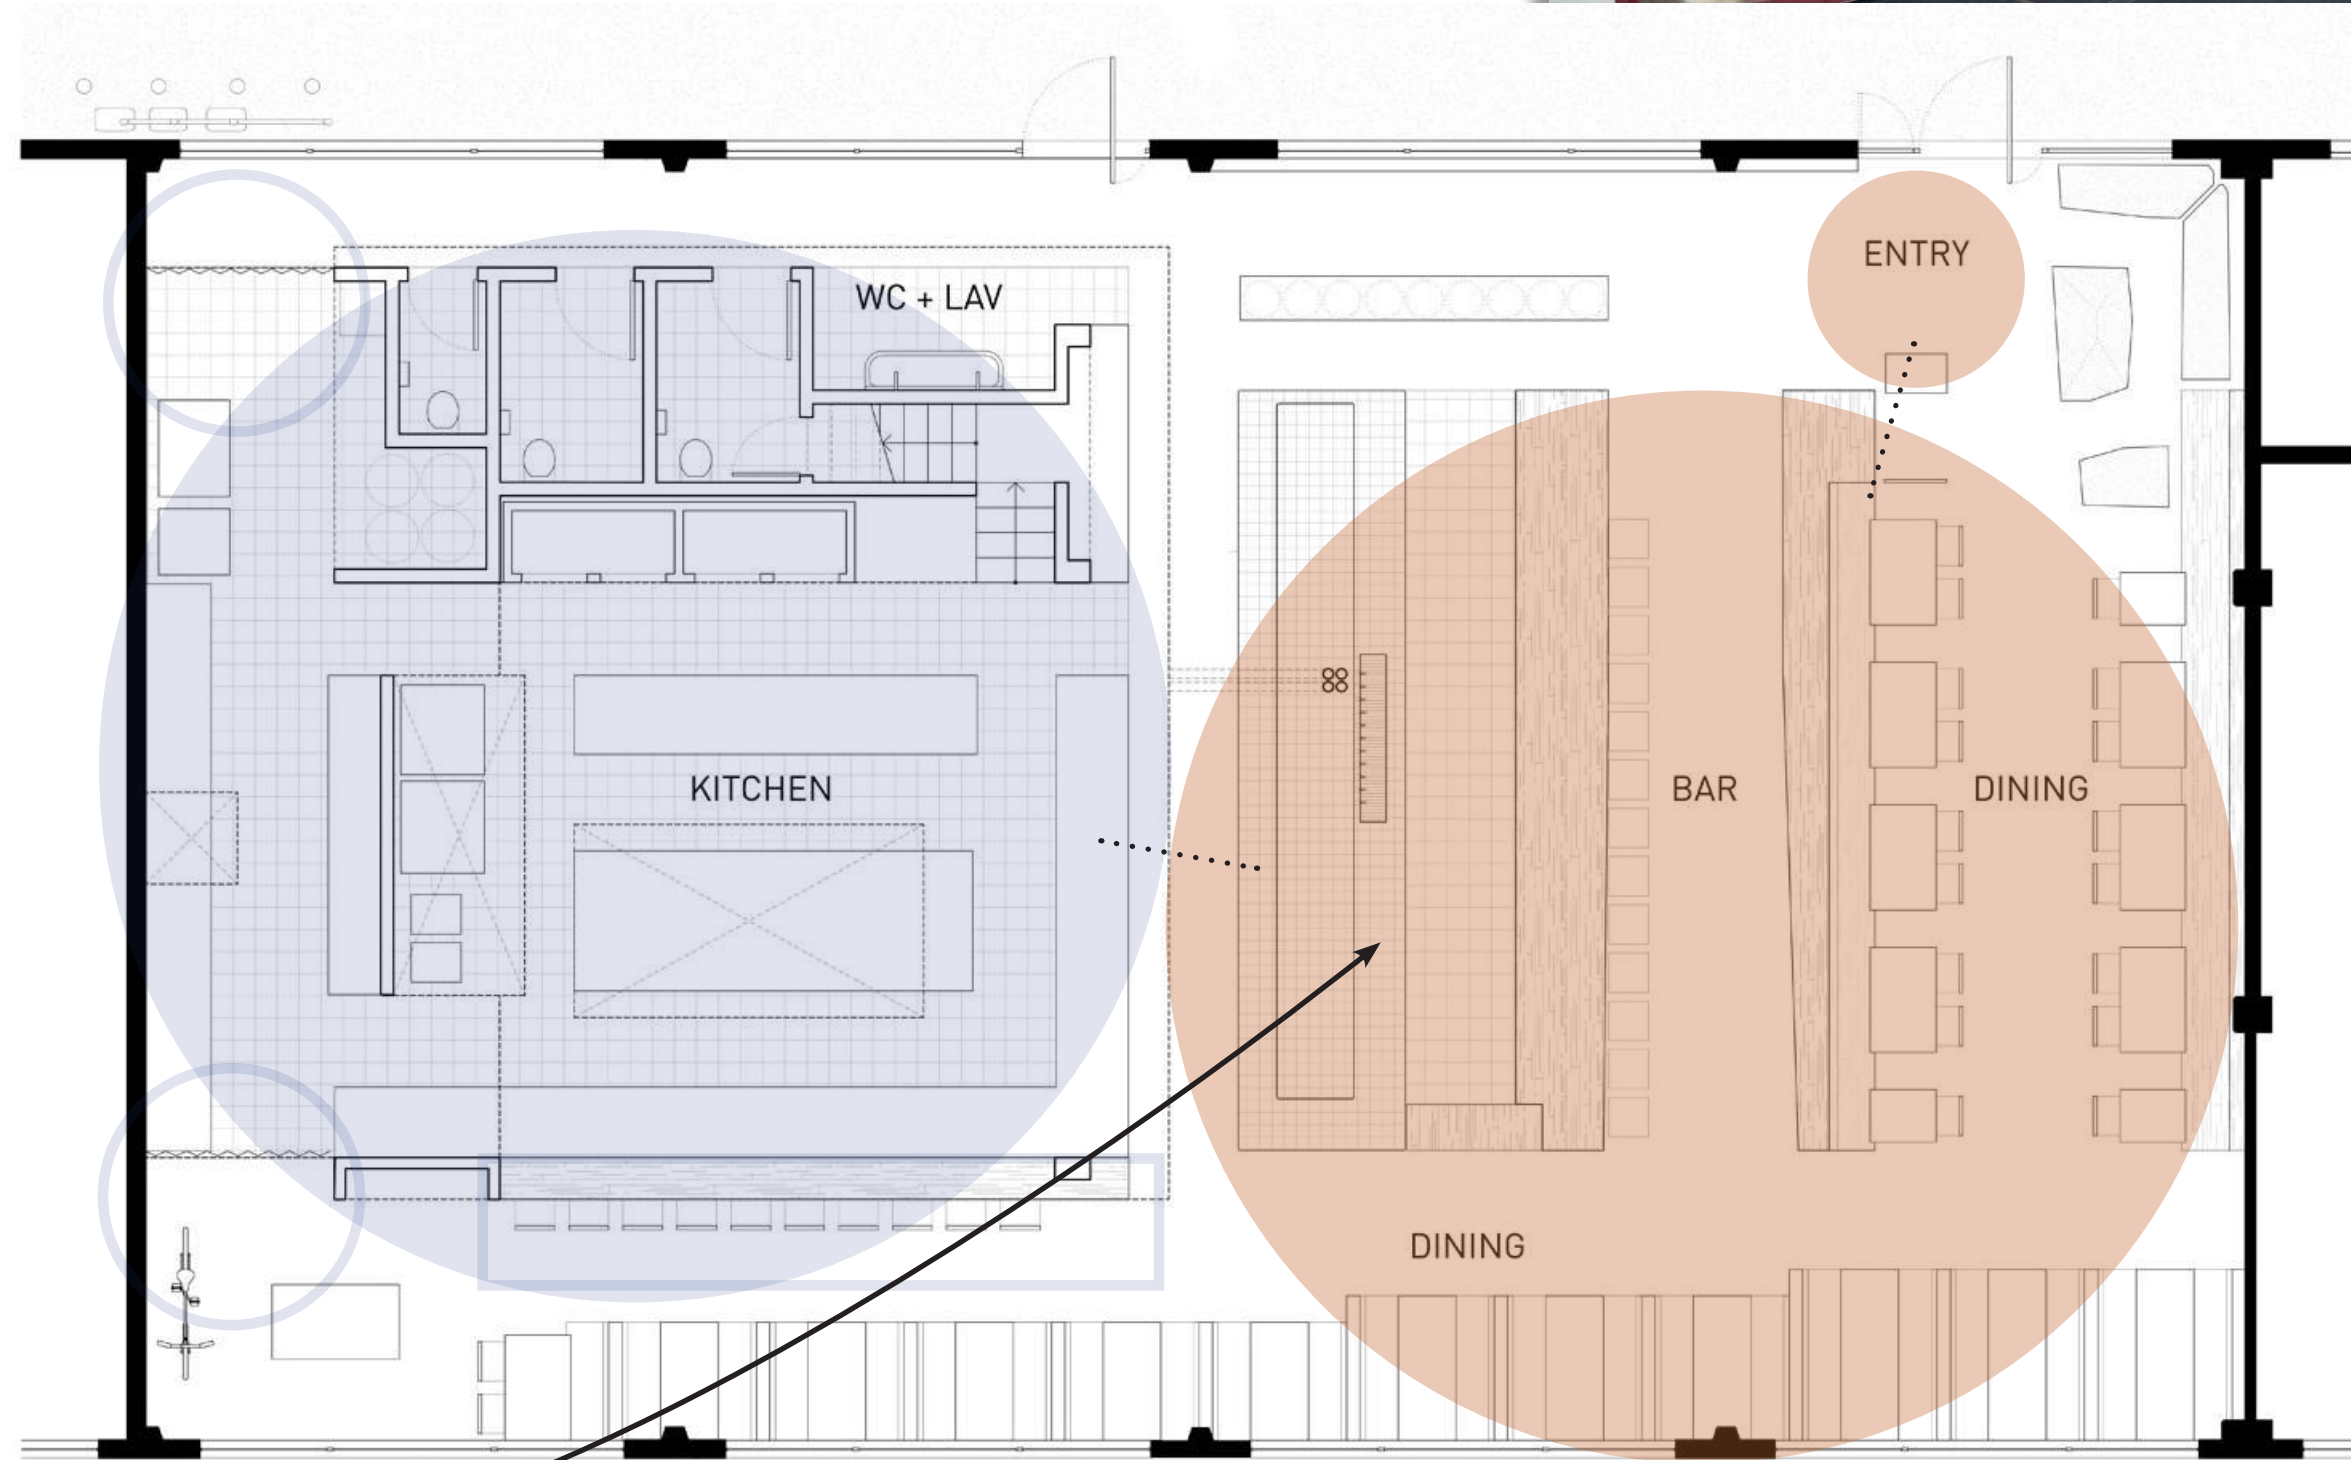 ENTRY
WC + LAV
KITCHEN
BAR
DINING
DINING